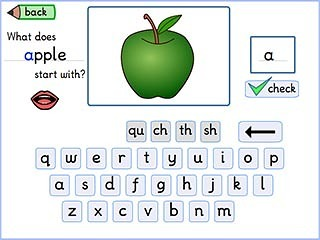 back
What does
apple
start with?
a
check
qu ch th sh
q w e r t y u i o p
a s d f g h j k l
z x c v b n m